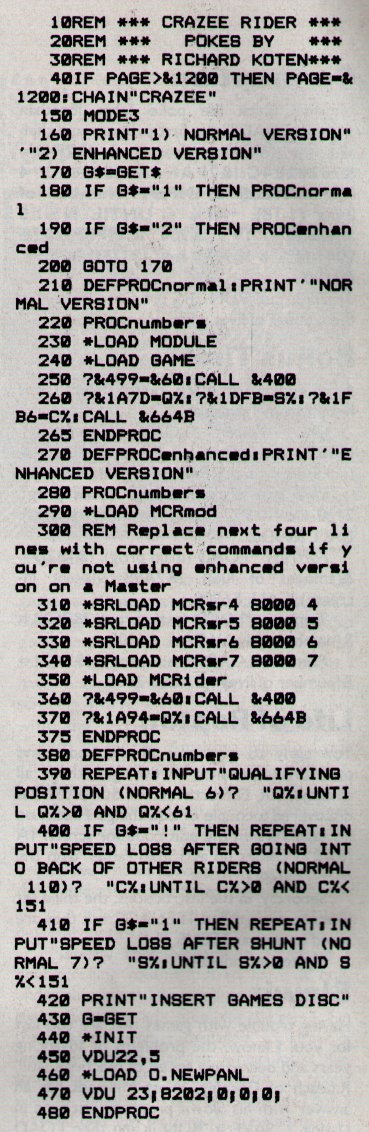 10REM *** CRAZEE RIDER ***
20REM ***   POKES BY   ***
30REM *** RICHARD KOTEN***
40IF PAGE>&1200 THEN PAGE=&
1200:CHAIN"CRAZEE"
150 MODE3
160 PRINT"1) NORMAL VERSION"
'"2) ENHANCED VERSION"
170 G$=GET$
180 IF G$="1" THEN PROCnorma
l
190 IF G$="2" THEN PROCenhan
ced
200 GOTO 170
210 DEFPROCnormal:PRINT'"NOR
MAL VERSION"
220 PROCnumbers
230 *LOAD MODULE
240 *LOAD GAME
250 ?&499=&60:CALL &400
260 ?&1A7D=Q%:?&1DFB=S%:?&1F
B6=C%:CALL &664B
265 ENDPROC
270 DEFPROCenhanced:PRINT'"E
NHANCED VERSION"
280 PROCnumbers
290 *LOAD MCRmod
300 REM Replace next four li
nes with correct commands if y
ou're not using enhanced versi
on on a Master
310 *SRLOAD MCRsr4 8000 4
320 *SRLOAD MCRsr5 8000 5
330 *SRLOAD MCRsr6 8000 6
340 *SRLOAD MCRsr7 8000 7
350 *LOAD MCRider
360 ?&499=&60:CALL &400
370 ?&1A94=Q%:CALL &664B
375 ENDPROC
380 DEFPROCnumbers
390 REPEAT:INPUT"QUALIFYING
POSITION (NORMAL 6)?  "Q%:UNTI
L Q%>0 AND Q%<61
400 IF G$="!" THEN REPEAT:IN
PUT"SPEED LOSS AFTER GOING INT
O BACK OF OTHER RIDERS (NORMAL
 110)?  "C%:UNTIL C%>0 AND C%<
151
410 IF G$="1" THEN REPEAT:IN
PUT"SPEED LOSS AFTER SHUNT (NO
RMAL 7)?  "S%:UNTIL S%>0 AND S
%<151
420 PRINT"INSERT GAMES DISC"
430 G=GET
440 *INIT
450 VDU22,5
460 *LOAD O.NEWPANL
470 VDU 23;8202;0;0;0;
480 ENDPROC